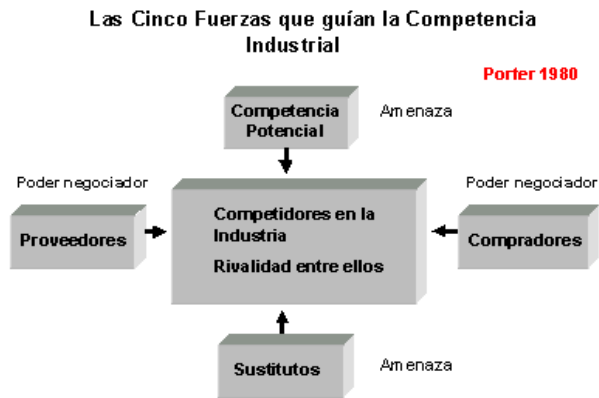 Las Cinco Fuerzas que guían la Competencia
Industrial
Porter 1980
Competencia
Potencial
Amenaza
Poder negociador
Poder negociador
Proveedores
Competidores en la
Industria
Rivalidad entre ellos
Compradores
Sustitutos
Amenaza